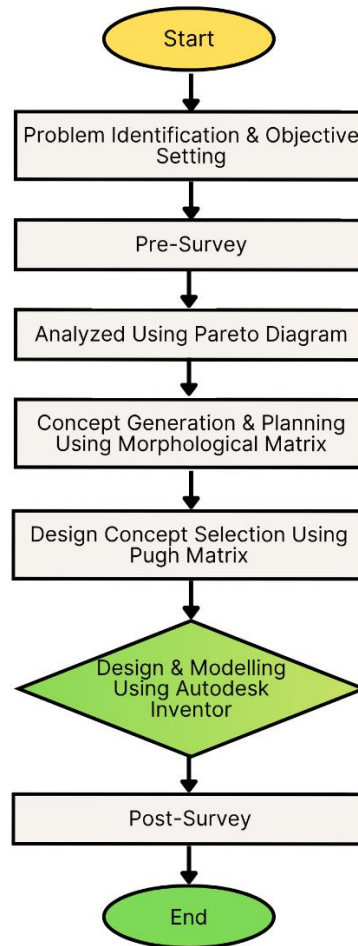 Start
Problem Identification & Objective
Setting
Pre-Survey
Analyzed Using Pareto Diagram
Concept Generation & Planning
Using Morphological Matrix
Design Concept Selection Using
Pugh Matrix
Design & Modelling
Using Autodesk
Inventor
Post-Survey
End